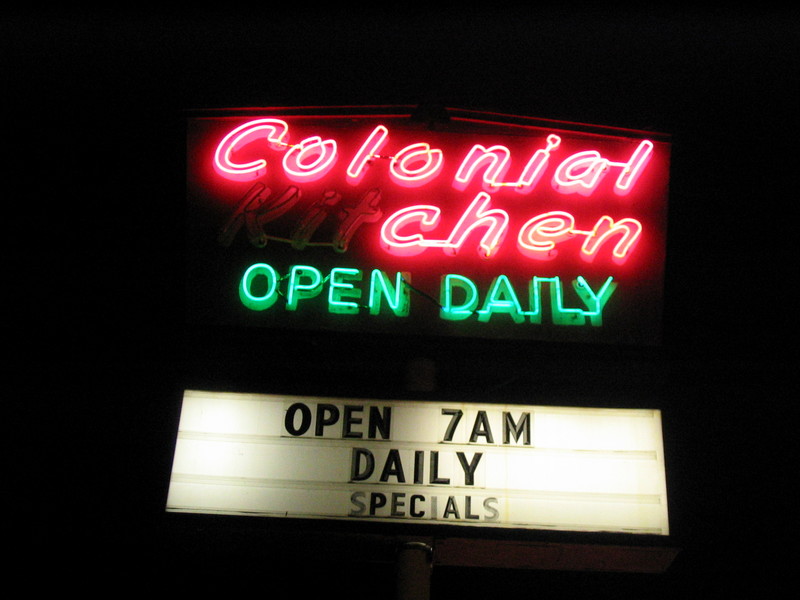 Colonial
Kitchen
OPEN DAILY
OPEN 7AM
DAILY
SPECIALS